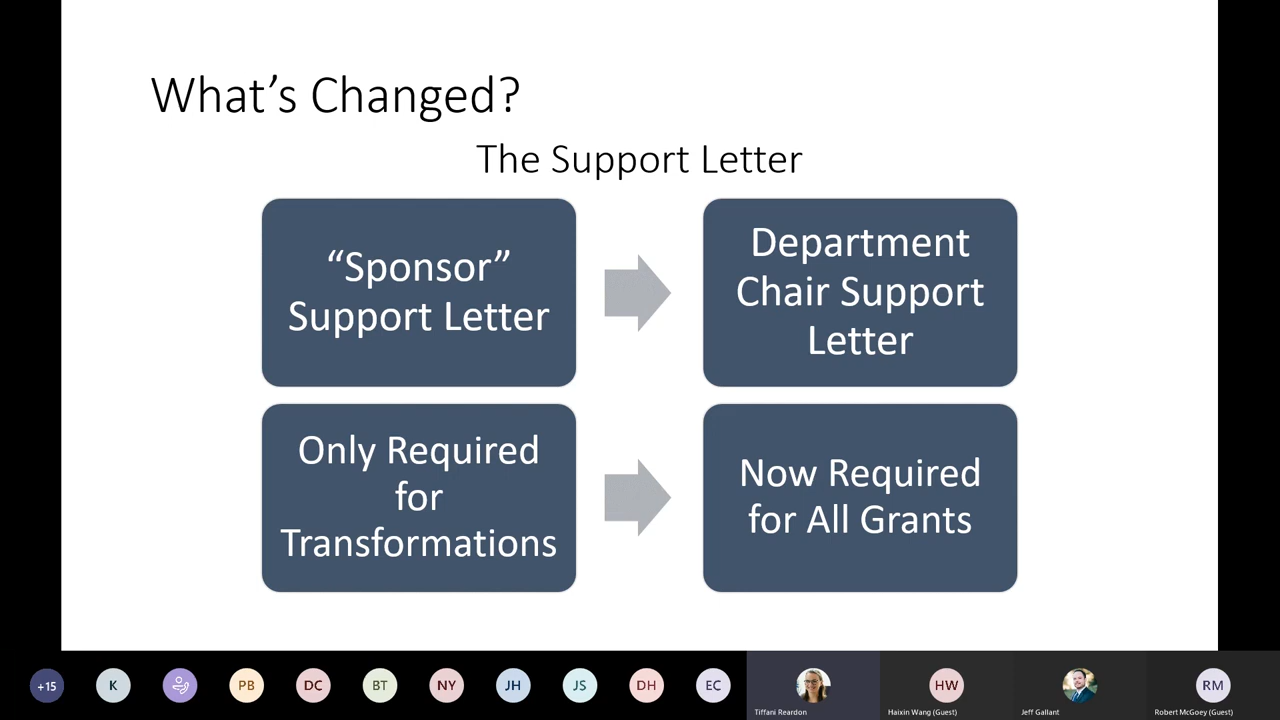 What’s Changed?
The Support Letter
“Sponsor”
Support Letter
Department
Chair Support
Letter
Only Required
for
Transformations
Now Required
for All Grants
+15
K
PB
DC
BT
NY
JH
JS
DH
EC
Tiffani Reardon
HW
Haixin Wang (Guest)
Jeff Gallant
RM
Robert McGoey (Guest)